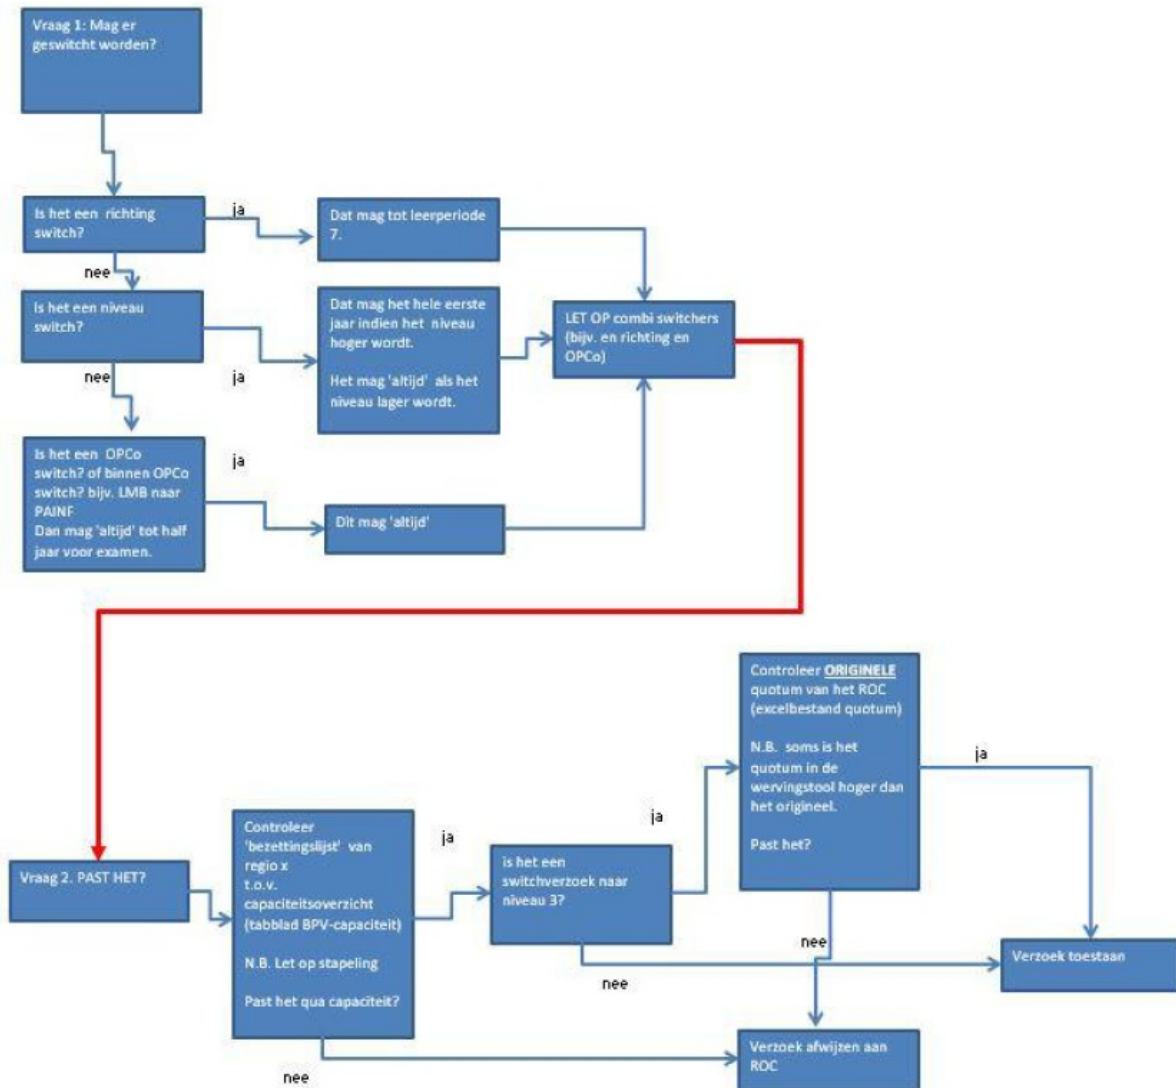 Vraag 1: Mag er
geswitcht worden?
Is het een richting
switch?
ja
Dat mag tot leerperiode
7.
nee
Is het een niveau
switch?
ja
Dat mag het hele eerste
jaar indien het niveau
hoger wordt.
Het mag 'altijd' als het
niveau lager wordt.
LET OP combi switchers
(bijv. en richting en
OPCo)
nee
Is het een OPCo
switch? of binnen OPCo
switch? bijv. LMB naar
PAINF
Dan mag 'altijd' tot half
jaar voor examen.
ja
Dit mag 'altijd'
Vraag 2. PAST HET?
Controleer
'bezettingslijst' van
regio x
t.o.v.
capaciteitsoverzicht
(tabblad BPV-capaciteit)
N.B. Let op stapeling
Past het qua capaciteit?
ja
nee
is het een
switchverzoek naar
niveau 3?
ja
nee
Controleer ORIGINELE
quotum van het ROC
(excelbestand quotum)
N.B. soms is het
quotum in de
wervingstool hoger dan
het origineel.
Past het?
ja
nee
Verzoek toestaan
Verzoek afwijzen aan
ROC